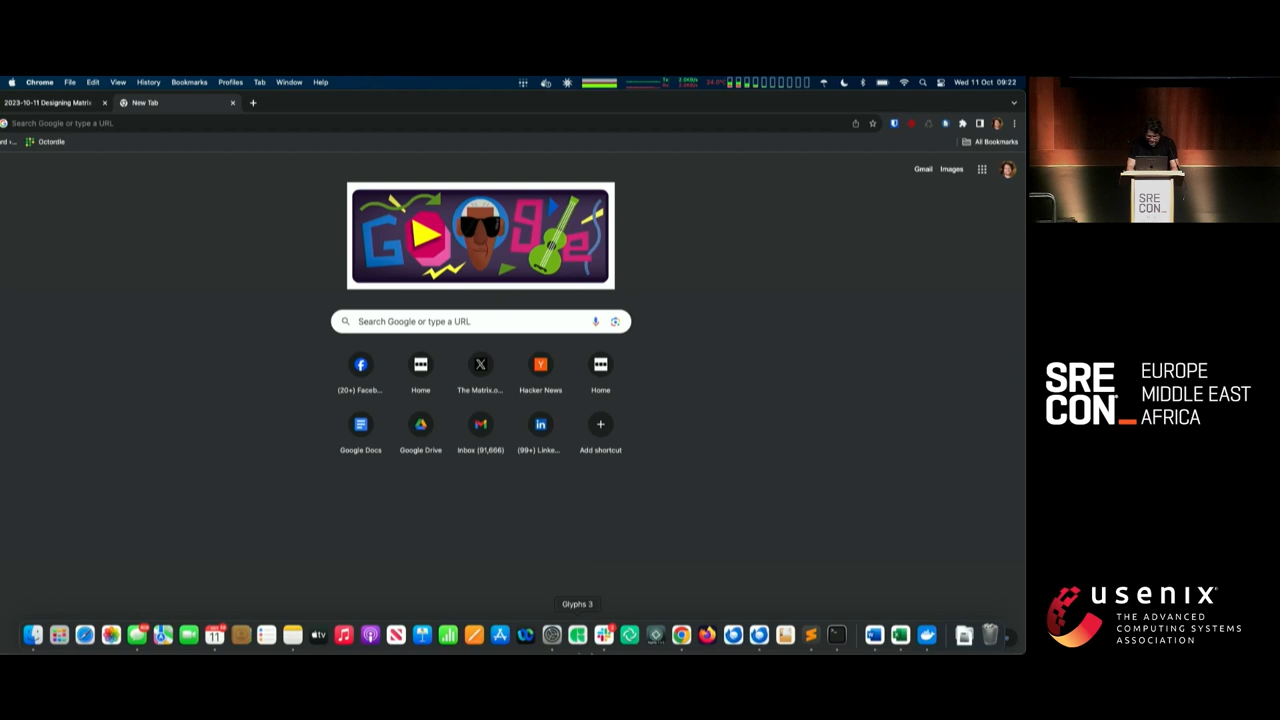 Chrome File Edit View History Bookmarks Profiles Tab Window Help
Wed 11 Oct 09:22
2023-10-11 Designing Matrix
New Tab
Search Google or type a URL
Octordle
All Bookmarks
Gmail Images
Search Google or type a URL
(20+) Faceb... Home The Matrix.o... Hacker News Home
Google Docs Google Drive Inbox (91,666) (99+) Linke... Add shortcut
Glyphs 3
11
tv
SRE
CON
SRE
CON
EUROPE
MIDDLE EAST
AFRICA
usenix
THE ADVANCED
COMPUTING SYSTEMS
ASSOCIATION